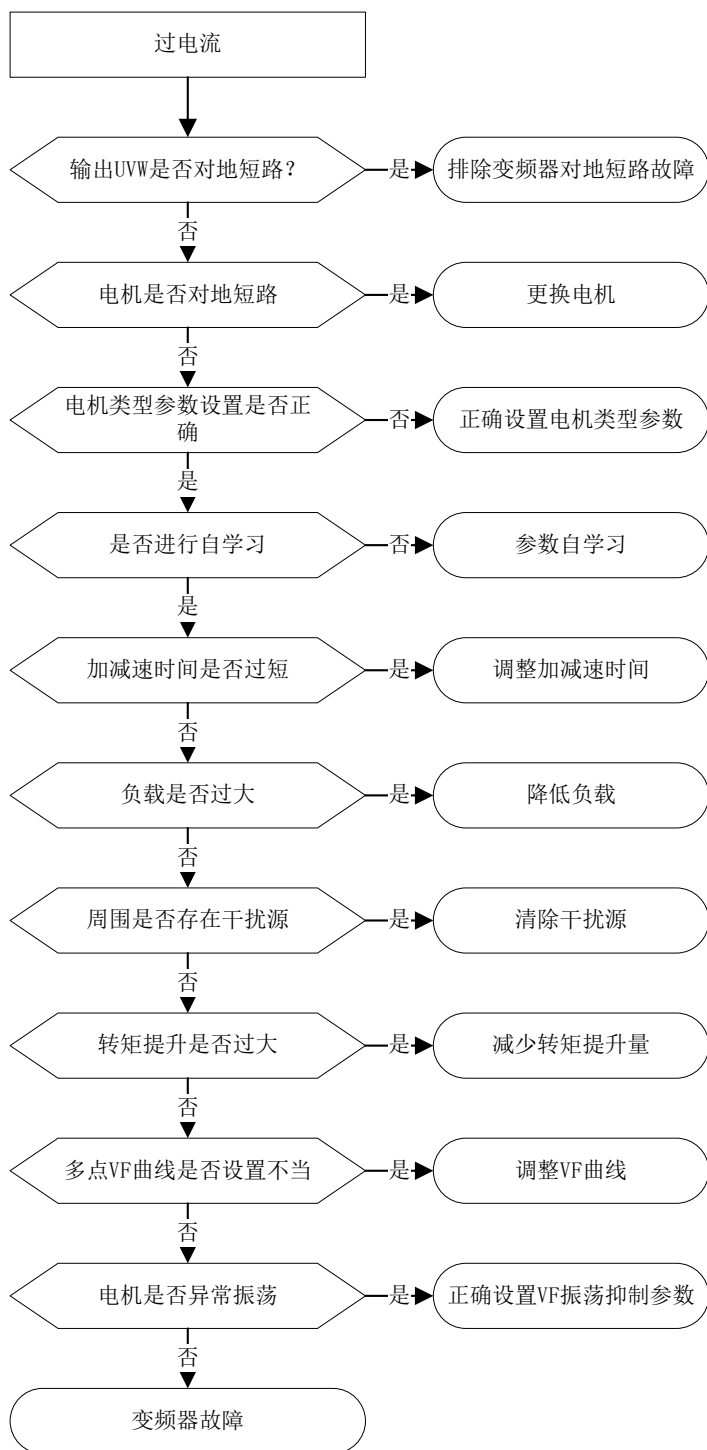 过电流
输出UVW是否对地短路？
是
排除变频器对地短路故障
否
电机是否对地短路
是
更换电机
否
电机类型参数设置是否正
确
否
正确设置电机类型参数
是
是否进行自学习
否
参数自学习
是
加减速时间是否过短
是
调整加减速时间
否
负载是否过大
是
降低负载
否
周围是否存在干扰源
是
清除干扰源
否
转矩提升是否过大
是
减少转矩提升量
否
多点VF曲线是否设置不当
是
调整VF曲线
否
电机是否异常振荡
是
正确设置VF振荡抑制参数
否
变频器故障